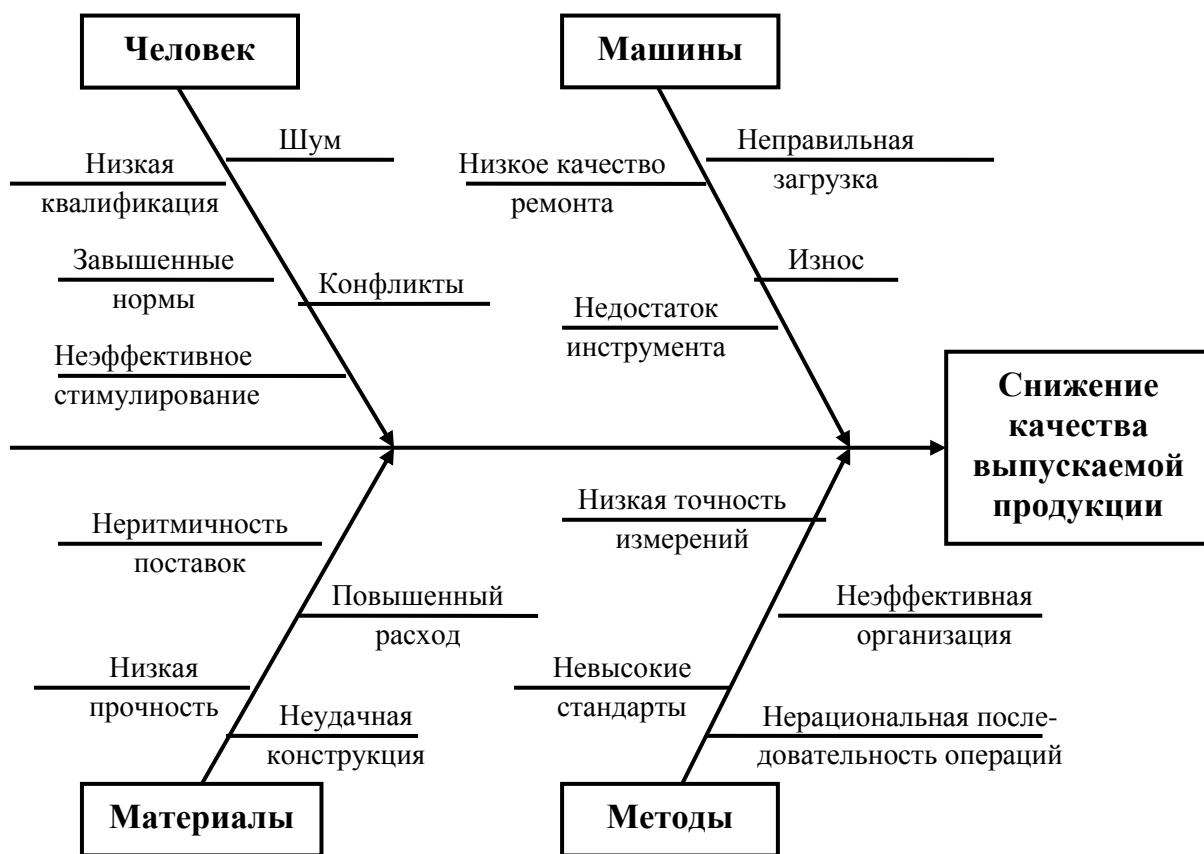 Человек
Машины
Шум
Низкая
квалификация
Завышенные
нормы
Конфликты
Неэффективное
стимулирование
Неправильная
загрузка
Низкое качество
ремонта
Износ
Недостаток
инструмента
Снижение
качества
выпускаемой
продукции
Неритмичность
поставок
Повышенный
расход
Низкая
прочность
Неудачная
конструкция
Низкая точность
измерений
Неэффективная
организация
Невысокие
стандарты
Нерациональная после-
довательность операций
Материалы
Методы